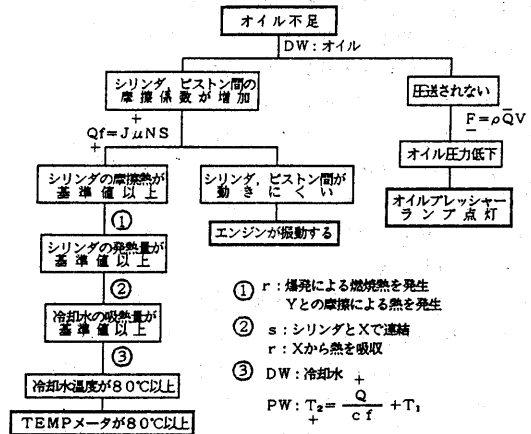 オイル不足
DW：オイル
シリンダ、ピストン間の
摩擦係数が増加
+
Qf=JμNS
+
圧送されない
F=ρQ̄V
オイル圧力低下
オイルプレッシャー
ランプ点灯
シリンダの摩擦熱が
基準値以上
シリンダ、ピストン間が
動きにくい
エンジンが振動する
①
シリンダの発熱量が
基準値以上
②
冷却水の吸熱量が
基準値以上
③
冷却水温度が80℃以上
TEMPメータが80℃以上
① r：爆発による燃焼熱を発生
Yとの摩擦による熱を発生
② s：シリンダとXで連結
r：Xから熱を吸収
③ DW：冷却水
+
PW：T₂=Q/cf+T₁
+